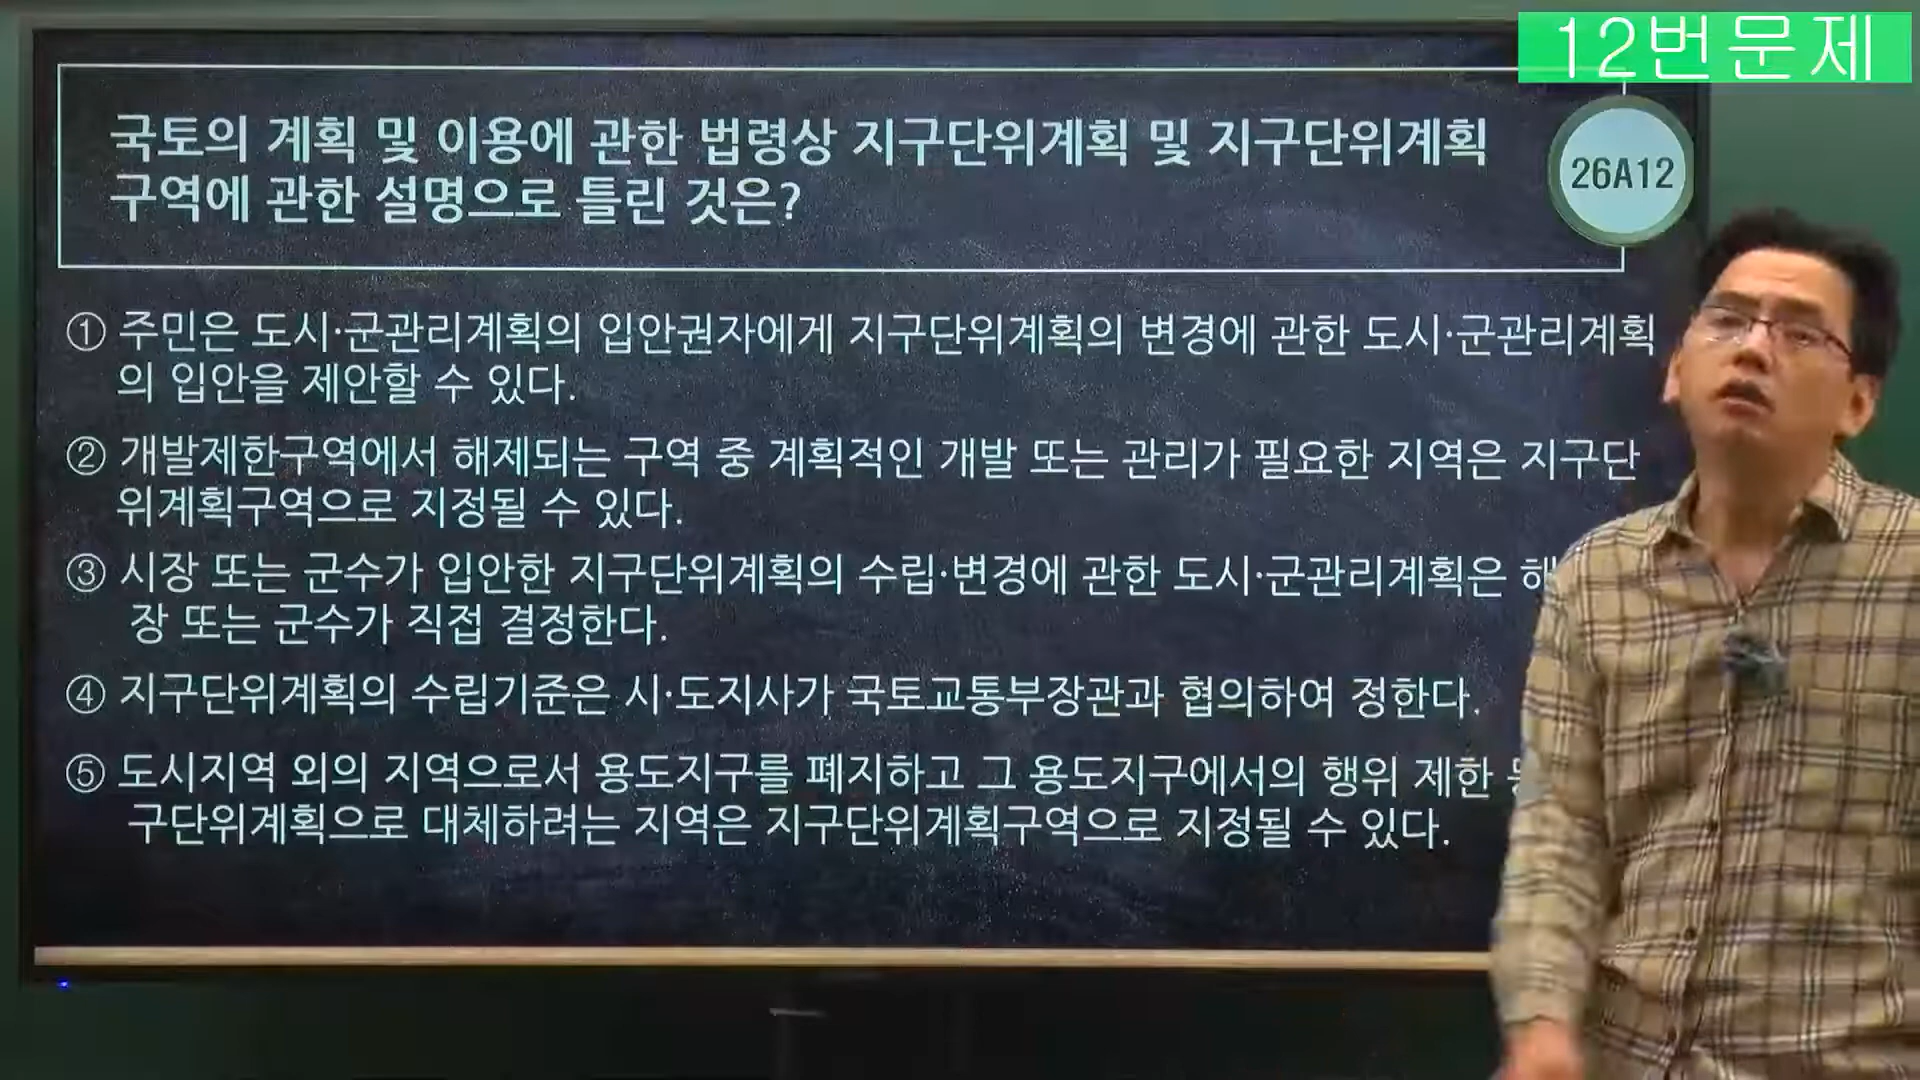 12번문제
국토의 계획 및 이용에 관한 법령상 지구단위계획 및 지구단위계획
구역에 관한 설명으로 틀린 것은?
26A12
① 주민은 도시·군관리계획의 입안권자에게 지구단위계획의 변경에 관한 도시·군관리계획
의 입안을 제안할 수 있다.
② 개발제한구역에서 해제되는 구역 중 계획적인 개발 또는 관리가 필요한 지역은 지구단
위계획구역으로 지정될 수 있다.
③ 시장 또는 군수가 입안한 지구단위계획의 수립·변경에 관한 도시·군관리계획은 해
장 또는 군수가 직접 결정한다.
④ 지구단위계획의 수립기준은 시·도지사가 국토교통부장관과 협의하여 정한다.
⑤ 도시지역 외의 지역으로서 용도지구를 폐지하고 그 용도지구에서의 행위 제한
구단위계획으로 대체하려는 지역은 지구단위계획구역으로 지정될 수 있다.